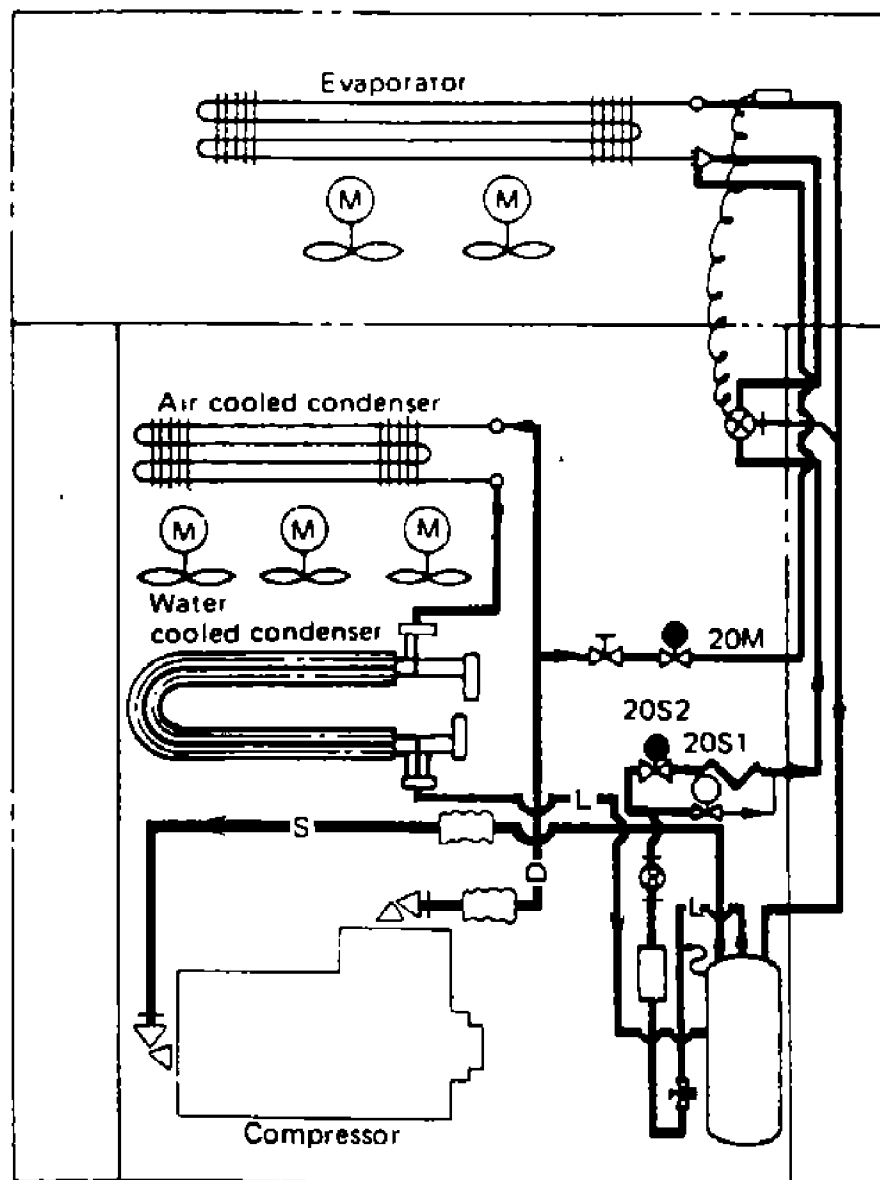 Evaporator
M
M
Air cooled condenser
M
M
M
Water
cooled condenser
20M
20S2
20S1
L
S
D
L
Compressor